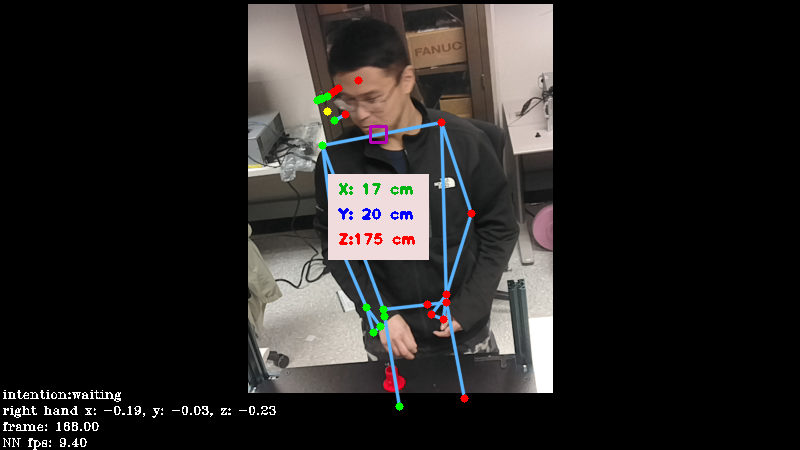 FANUC
X: 17 cm
Y: 20 cm
Z:175 cm
intention:waiting
right hand x: -0.19, y: -0.03, z: -0.23
frame: 168.00
NN fps: 9.40